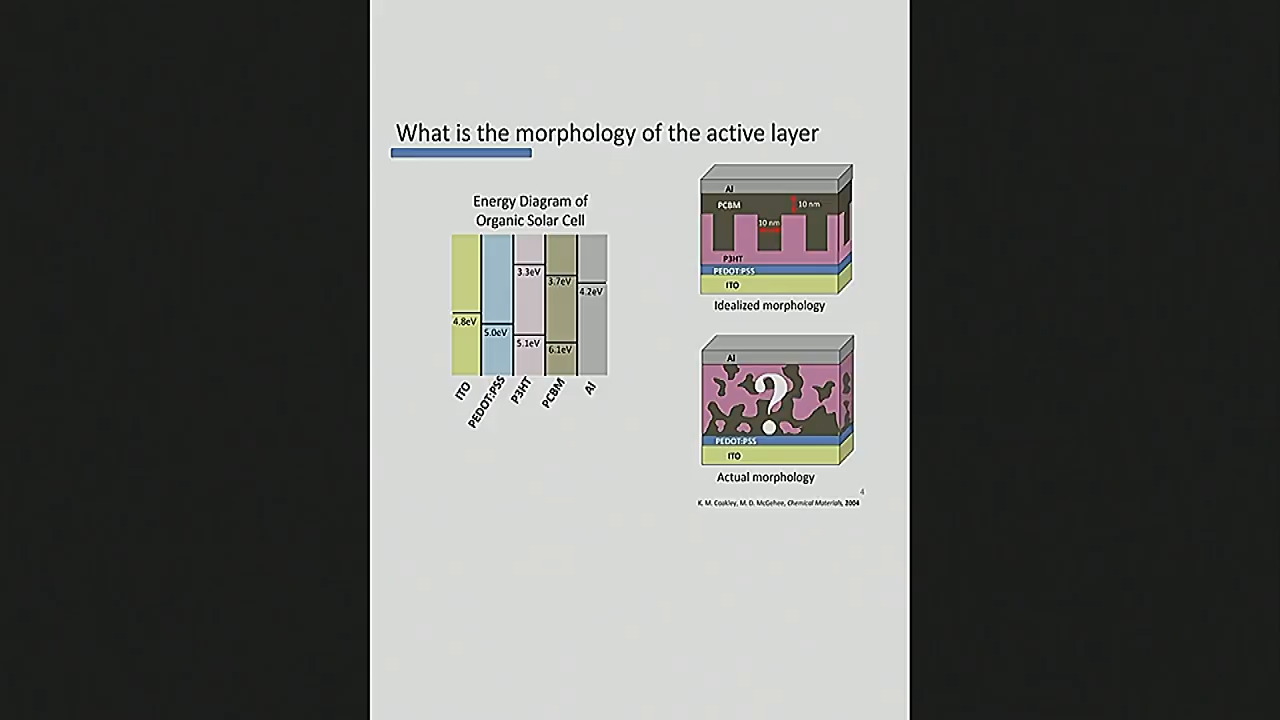 What is the morphology of the active layer
Energy Diagram of
Organic Solar Cell
3.3eV
3.7eV
4.2eV
4.8eV
5.0eV
5.1eV
6.1eV
ITO
PEDOT:PSS
P3HT
PCBM
Al
Al
PCBM
10 nm
10 nm
P3HT
PEDOT:PSS
ITO
Idealized morphology
Al
?
PEDOT:PSS
ITO
Actual morphology
4
K. M. Coakley, M. D. McGehee, Chemical Materials, 2004